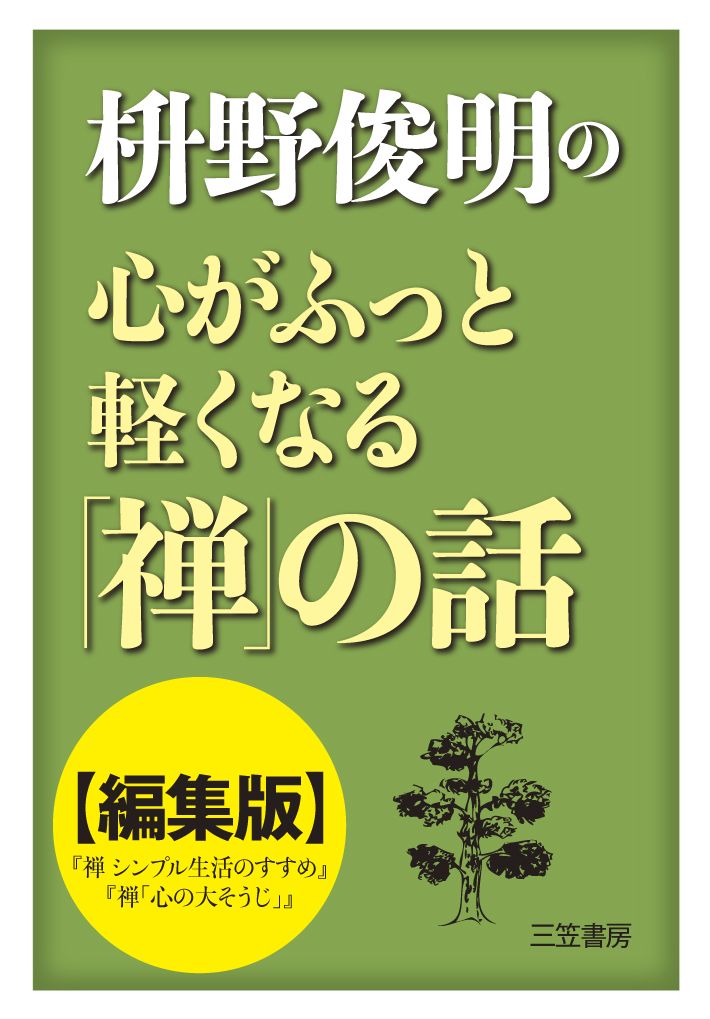 枡野俊明の
心がふっと
軽くなる
「禅」の話
【編集版】
『禅 シンプル生活のすすめ』
『禅「心の大そうじ」』
三笠書房